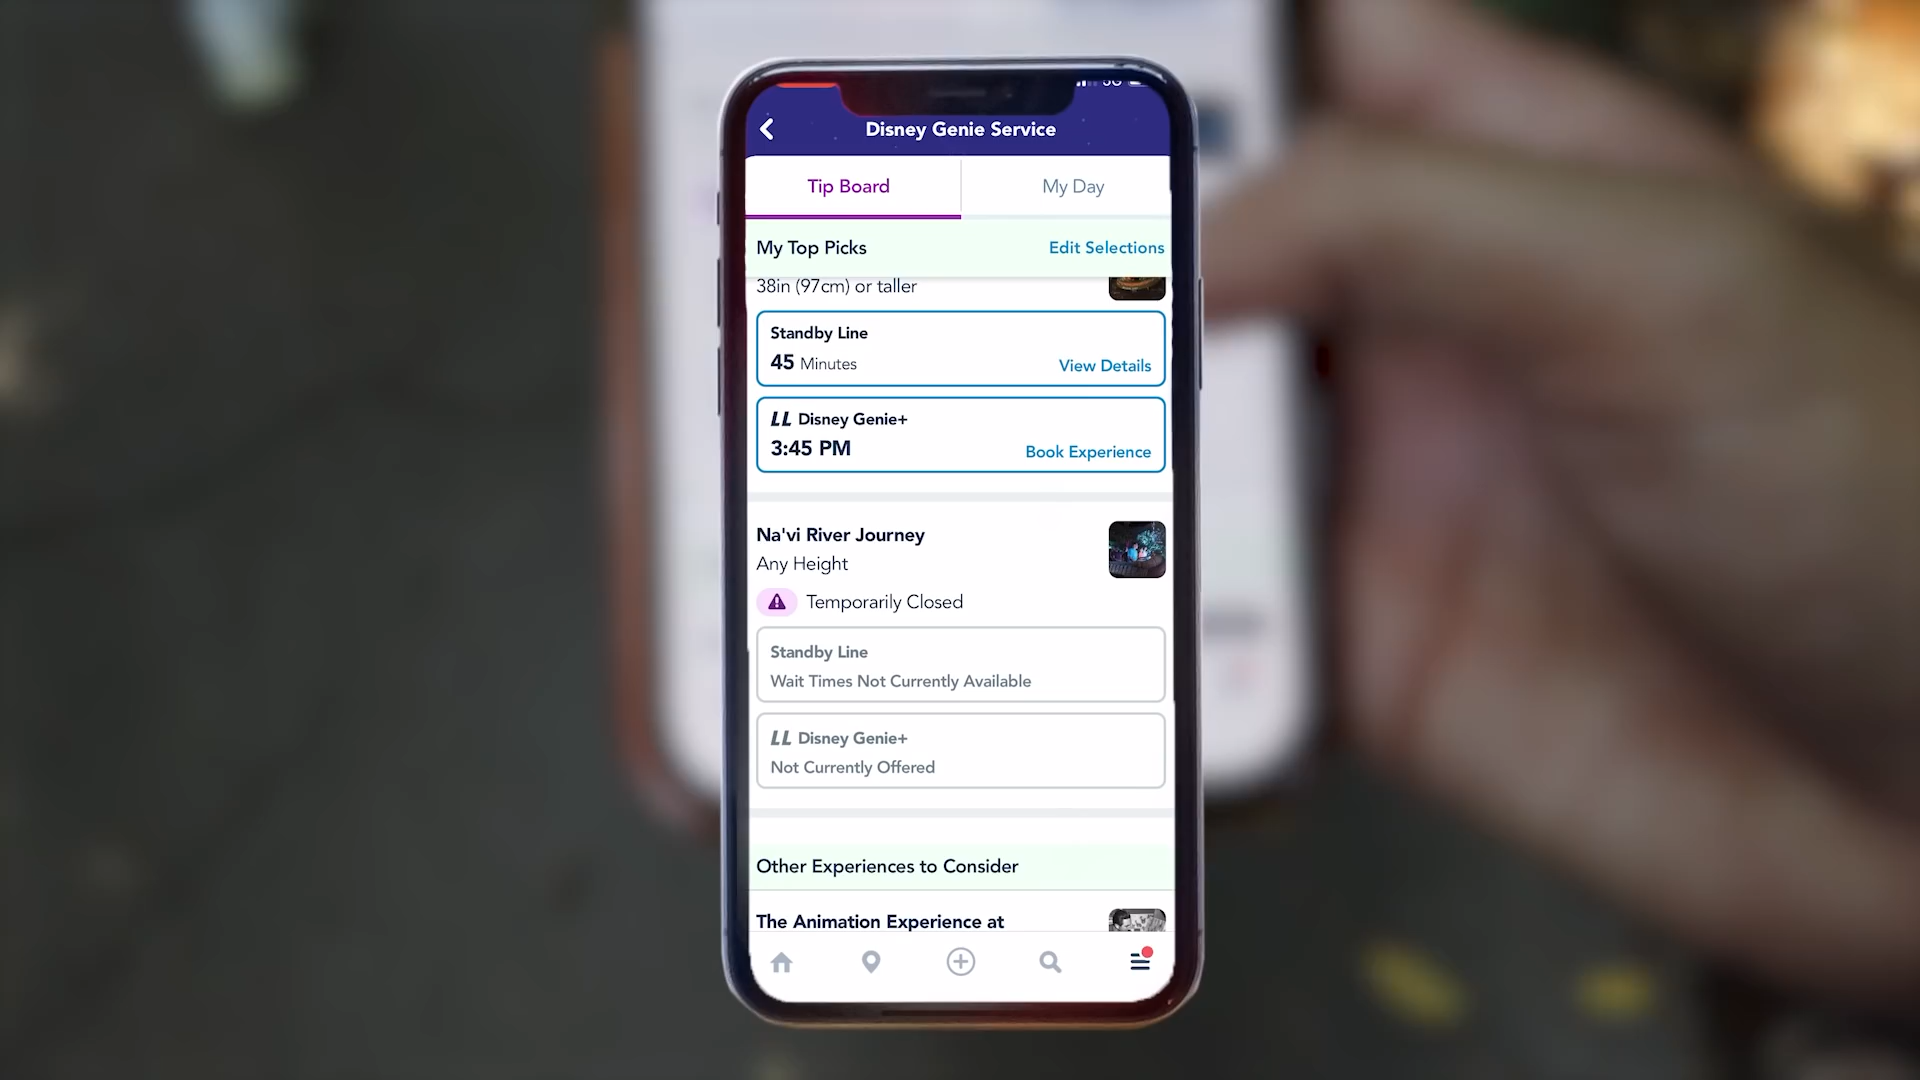 5G
Disney Genie Service
Tip Board
My Day
My Top Picks
Edit Selections
38in (97cm) or taller
Standby Line
45 Minutes
View Details
LL Disney Genie+
3:45 PM
Book Experience
Na'vi River Journey
Any Height
Temporarily Closed
Standby Line
Wait Times Not Currently Available
LL Disney Genie+
Not Currently Offered
Other Experiences to Consider
The Animation Experience at